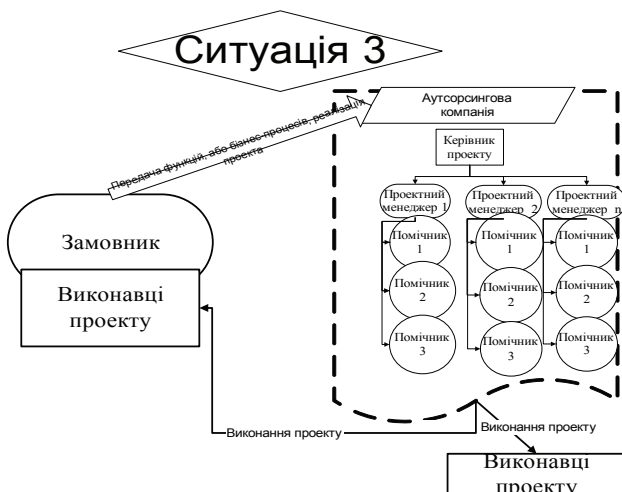 Ситуація 3
Аутсорсингова
компанія
Передача функцій, або бізнес-процесів, реалізація
проекта
Керівник
проекту
Проектний
менеджер 1
Проектний
менеджер 2
Проектний
менеджер n
Помічник
1
Помічник
1
Помічник
1
Помічник
2
Помічник
2
Помічник
2
Помічник
3
Помічник
3
Помічник
3
Замовник
Виконавці
проекту
Виконання проекту
Виконання проекту
Виконавці
проекту